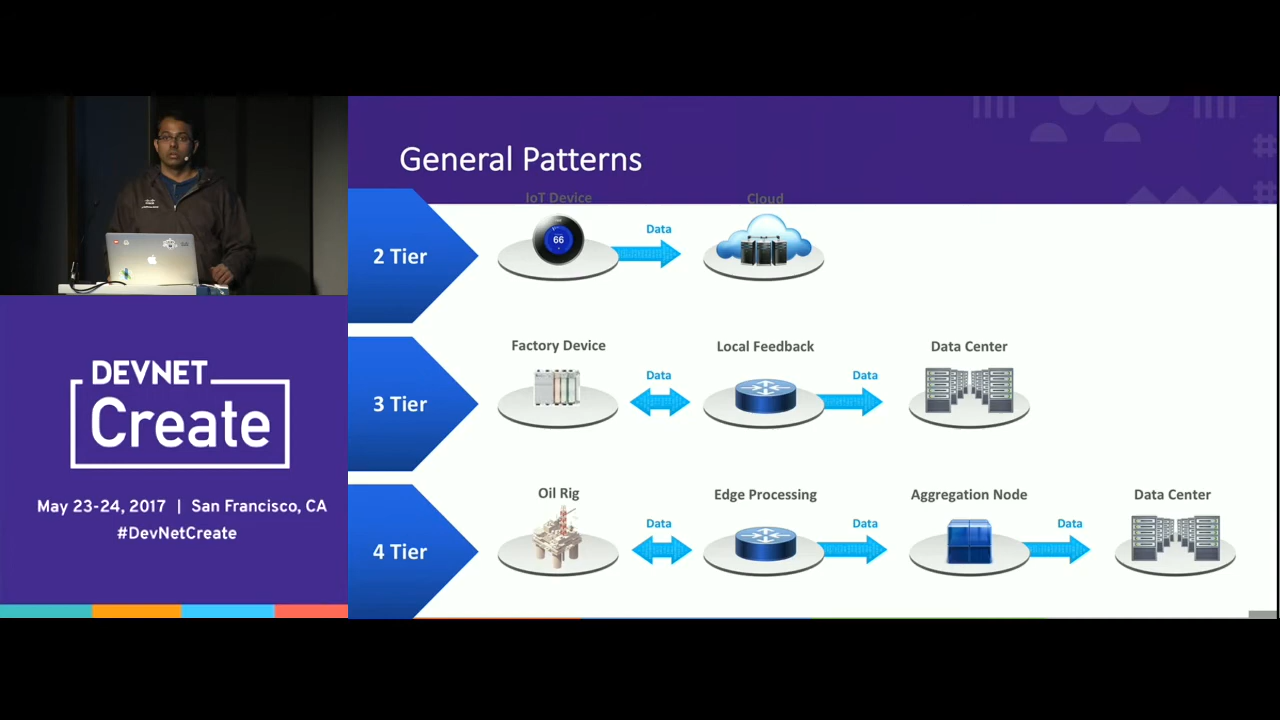 General Patterns
IoT Device
Cloud
Data
66
2 Tier
Factory Device
Local Feedback
Data Center
Data
Data
3 Tier
Oil Rig
Edge Processing
Aggregation Node
Data Center
Data
Data
Data
4 Tier
DEVNET
Create
May 23-24, 2017 | San Francisco, CA
#DevNetCreate